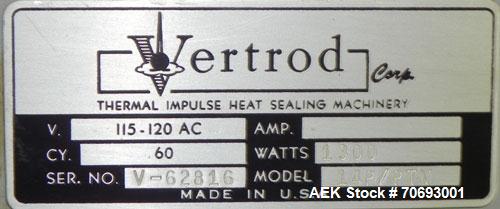 Vertrod Corp.
THERMAL IMPULSE HEAT SEALING MACHINERY
V. 115-120 AC AMP.
CY. 60 WATTS 1300
SER. NO. V-62816 MODEL
MADE IN U.S.
AEK Stock # 70693001